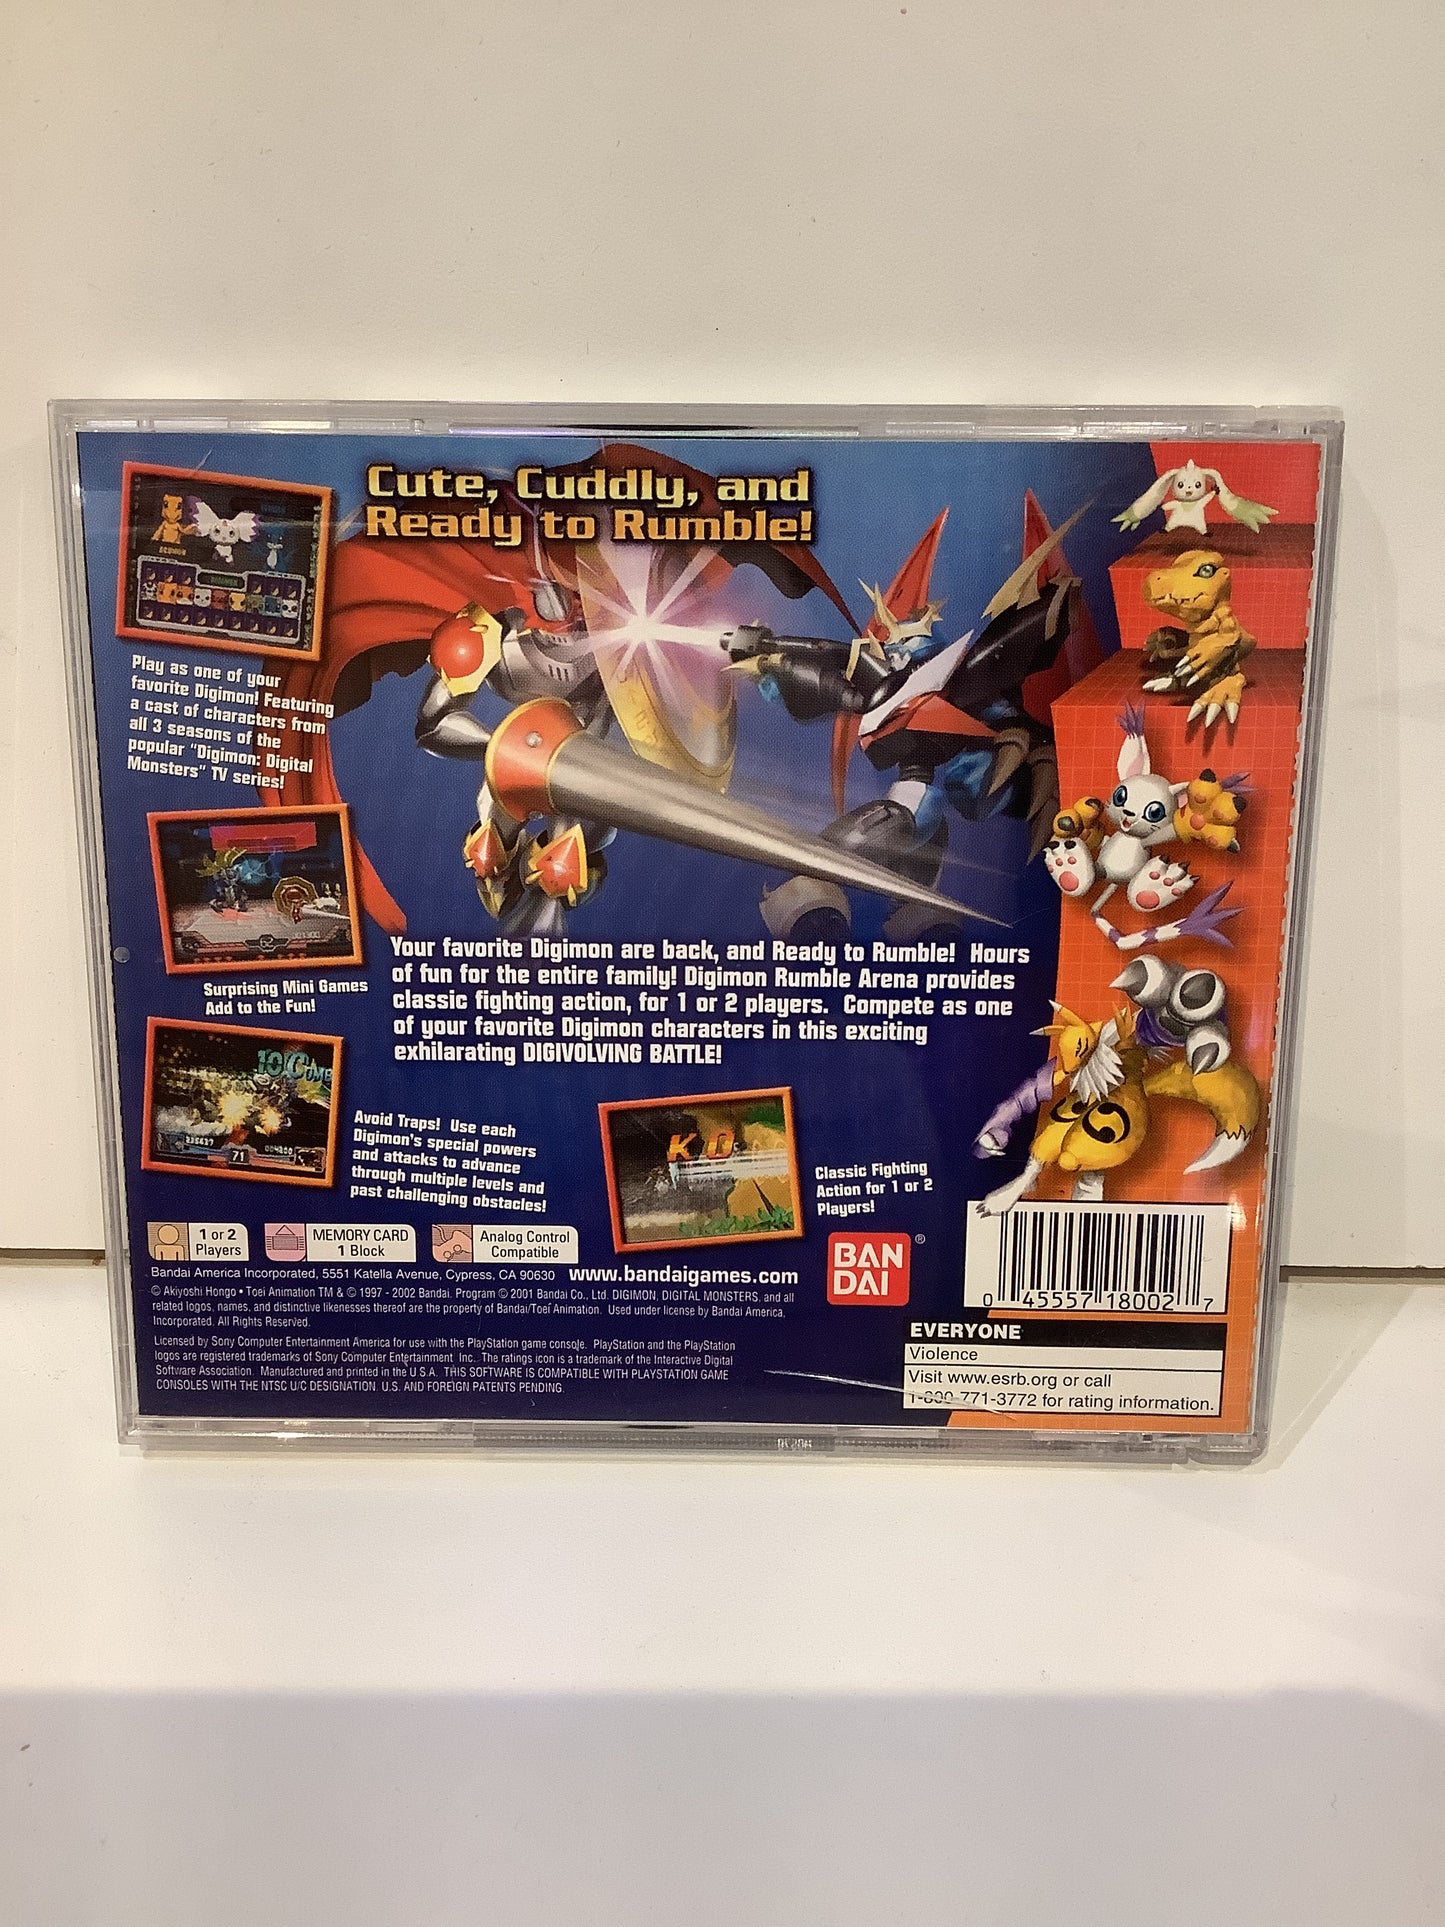 Cute, Cuddly, and
Ready to Rumble!
AGUMON
Play as one of your
favorite Digimon! Featuring
a cast of characters from
all 3 seasons of the
popular "Digimon: Digital
Monsters" TV series!
62
Surprising Mini Games
Add to the Fun!
Your favorite Digimon are back, and Ready to Rumble! Hours
of fun for the entire family! Digimon Rumble Arena provides
classic fighting action, for 1 or 2 players. Compete as one
of your favorite Digimon characters in this exciting
exhilarating DIGIVOLVING BATTLE!
71
Avoid Traps! Use each
Digimon's special powers
and attacks to advance
through multiple levels and
past challenging obstacles!
K.O
Classic Fighting
Action for 1 or 2
Players!
1 or 2
Players
MEMORY CARD
1 Block
Analog Control
Compatible
BAN
DAI
®
0 45557 18002 7
Bandai America Incorporated, 5551 Katella Avenue, Cypress, CA 90630 www.bandaigames.com
© Akiyoshi Hongo • Toei Animation TM & © 1997 - 2002 Bandai. Program © 2001 Bandai Co., Ltd. DIGIMON, DIGITAL MONSTERS, and all
related logos, names, and distinctive likenesses thereof are the property of Bandai/Toei Animation. Used under license by Bandai America,
Incorporated. All Rights Reserved.
Licensed by Sony Computer Entertainment America for use with the PlayStation game console. PlayStation and the PlayStation
logos are registered trademarks of Sony Computer Entertainment Inc. The ratings icon is a trademark of the Interactive Digital
Software Association. Manufactured and printed in the U.S.A. THIS SOFTWARE IS COMPATIBLE WITH PLAYSTATION GAME
CONSOLES WITH THE NTSC U/C DESIGNATION. U.S. AND FOREIGN PATENTS PENDING.
EVERYONE
Violence
Visit www.esrb.org or call
1-800-771-3772 for rating information.